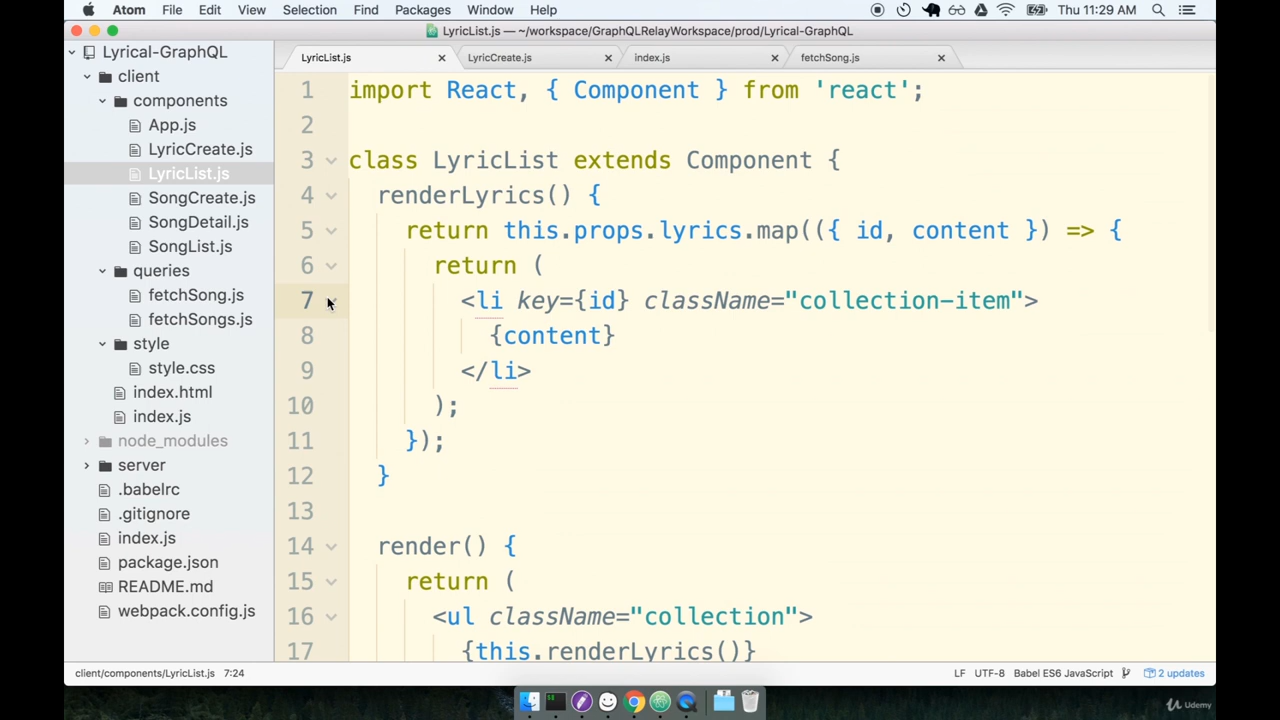 Atom File Edit View Selection Find Packages Window Help Thu 11:29 AM
LyricList.js — ~/workspace/GraphQLRelayWorkspace/prod/Lyrical-GraphQL
Lyrical-GraphQL
client
components
App.js
LyricCreate.js
LyricList.js
SongCreate.js
SongDetail.js
SongList.js
queries
fetchSong.js
fetchSongs.js
style
style.css
index.html
index.js
node_modules
server
.babelrc
.gitignore
index.js
package.json
README.md
webpack.config.js
LyricList.js LyricCreate.js index.js fetchSong.js
1 import React, { Component } from 'react';
2
3 class LyricList extends Component {
4 renderLyrics() {
5 return this.props.lyrics.map(({ id, content }) => {
6 return (
7 <li key={id} className="collection-item">
8 {content}
9 </li>
10 );
11 });
12 }
13
14 render() {
15 return (
16 <ul className="collection">
17 {this.renderLyrics()}
client/components/LyricList.js 7:24 LF UTF-8 Babel ES6 JavaScript 2 updates
Udemy